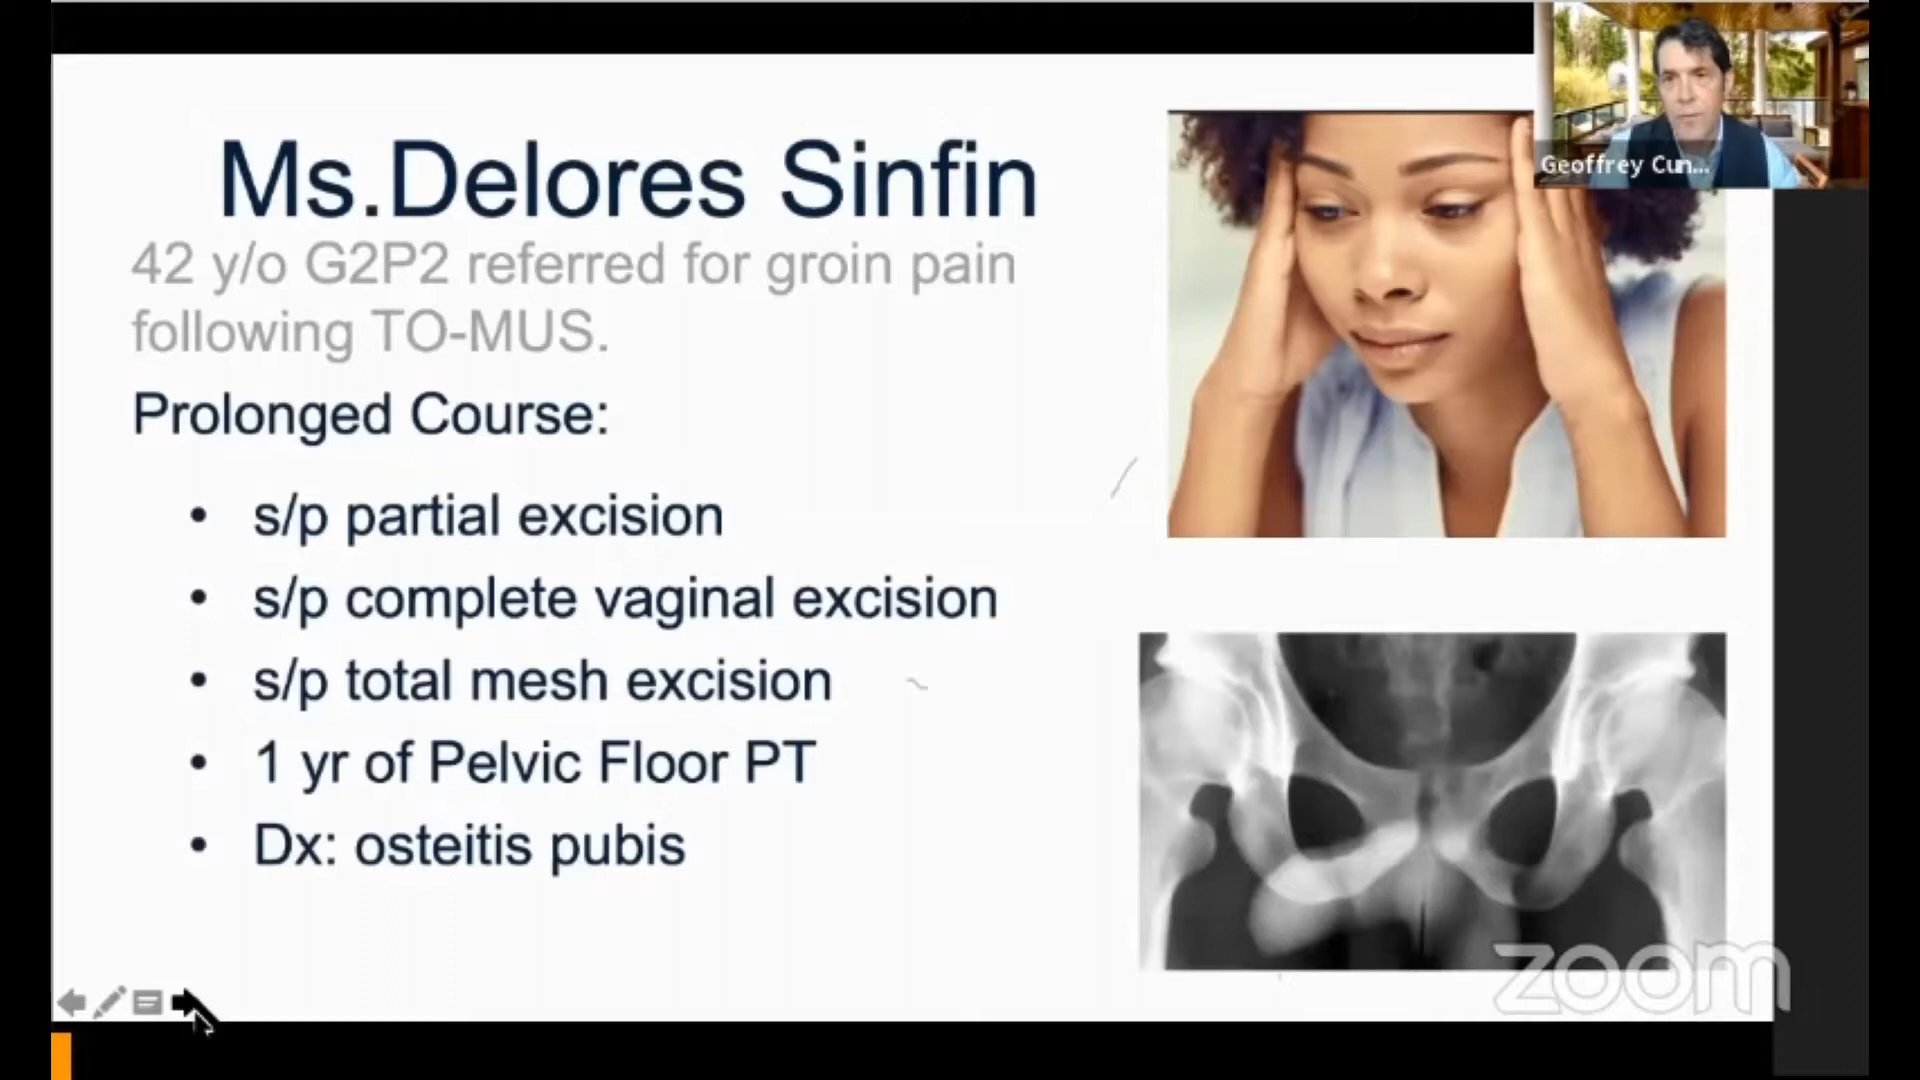 Ms.Delores Sinfin
42 y/o G2P2 referred for groin pain
following TO-MUS.
Prolonged Course:
• s/p partial excision
• s/p complete vaginal excision
• s/p total mesh excision
• 1 yr of Pelvic Floor PT
• Dx: osteitis pubis
Geoffrey Cun...
zoom